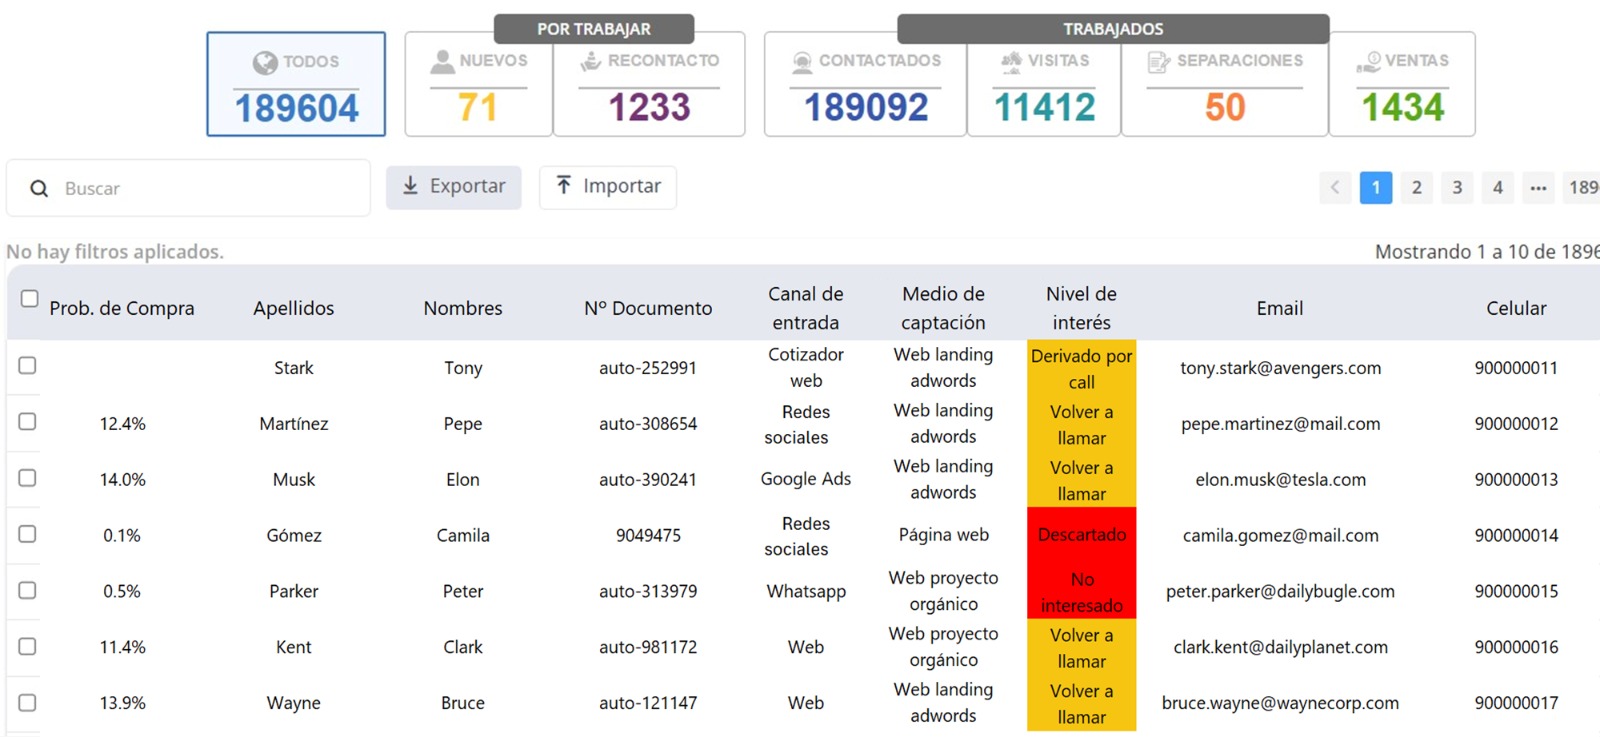 POR TRABAJAR
TRABAJADOS
TODOS
189604
NUEVOS
71
RECONTACTO
1233
CONTACTADOS
189092
VISITAS
11412
SEPARACIONES
50
VENTAS
1434
Buscar
Exportar
Importar
1 2 3 4 ••• 189
No hay filtros aplicados.
Mostrando 1 a 10 de 1896
Prob. de Compra
Apellidos
Nombres
Nº Documento
Canal de
entrada
Medio de
captación
Nivel de
interés
Email
Celular
Stark
Tony
auto-252991
Cotizador
web
Web landing
adwords
Derivado por
call
tony.stark@avengers.com
900000011
12.4%
Martínez
Pepe
auto-308654
Redes
sociales
Web landing
adwords
Volver a
llamar
pepe.martinez@mail.com
900000012
14.0%
Musk
Elon
auto-390241
Google Ads
Web landing
adwords
Volver a
llamar
elon.musk@tesla.com
900000013
0.1%
Gómez
Camila
9049475
Redes
sociales
Página web
Descartado
camila.gomez@mail.com
900000014
0.5%
Parker
Peter
auto-313979
Whatsapp
Web proyecto
orgánico
No
interesado
peter.parker@dailybugle.com
900000015
11.4%
Kent
Clark
auto-981172
Web
Web proyecto
orgánico
Volver a
llamar
clark.kent@dailyplanet.com
900000016
13.9%
Wayne
Bruce
auto-121147
Web
Web landing
adwords
Volver a
llamar
bruce.wayne@waynecorp.com
900000017